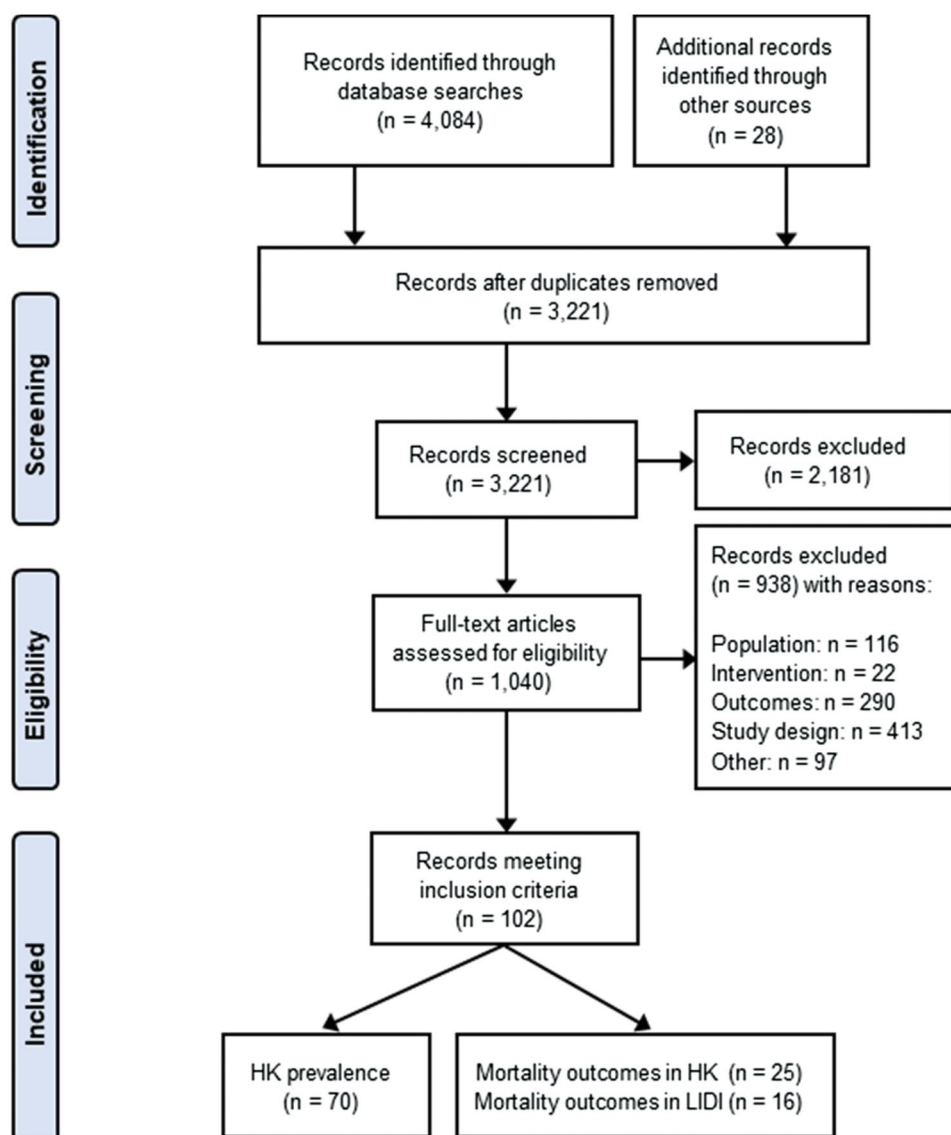 Identification
Records identified through
database searches
(n = 4,084)
Additional records
identified through
other sources
(n = 28)
Records after duplicates removed
(n = 3,221)
Screening
Records screened
(n = 3,221)
Records excluded
(n = 2,181)
Eligibility
Full-text articles
assessed for eligibility
(n = 1,040)
Records excluded
(n = 938) with reasons:
Population: n = 116
Intervention: n = 22
Outcomes: n = 290
Study design: n = 413
Other: n = 97
Included
Records meeting
inclusion criteria
(n = 102)
HK prevalence
(n = 70)
Mortality outcomes in HK (n = 25)
Mortality outcomes in LIDI (n = 16)